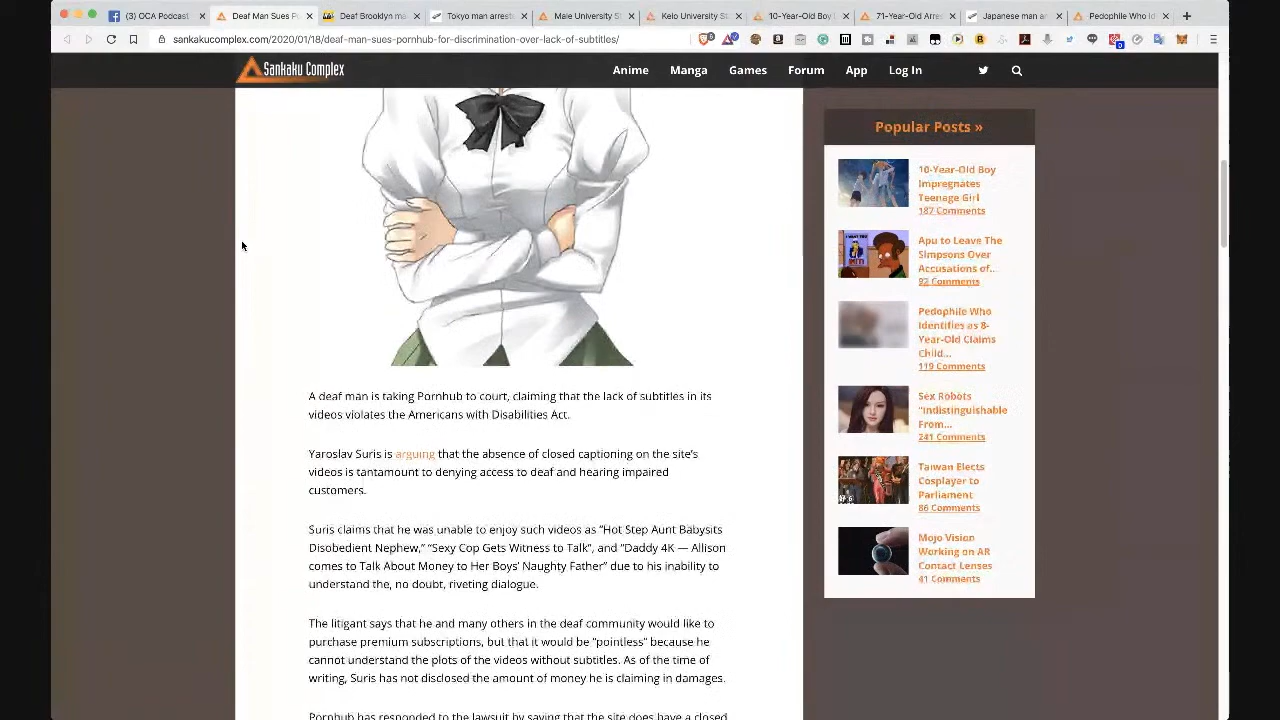 (3) OCA Podcast
Deaf Man Sues P
Deaf Brooklyn m
Tokyo man arres
Male University S
Keio University S
10-Year-Old Boy
71-Year-Old Arre
Japanese man ar
Pedophile Who Id
sankakucomplex.com/2020/01/18/deaf-man-sues-pornhub-for-discrimination-over-lack-of-subtitles/
Sankaku Complex
Anime
Manga
Games
Forum
App
Log In
A deaf man is taking Pornhub to court, claiming that the lack of subtitles in its
videos violates the Americans with Disabilities Act.
Yaroslav Suris is arguing that the absence of closed captioning on the site's
videos is tantamount to denying access to deaf and hearing impaired
customers.
Suris claims that he was unable to enjoy such videos as “Hot Step Aunt Babysits
Disobedient Nephew,” “Sexy Cop Gets Witness to Talk”, and “Daddy 4K — Allison
comes to Talk About Money to Her Boys’ Naughty Father” due to his inability to
understand the, no doubt, riveting dialogue.
The litigant says that he and many others in the deaf community would like to
purchase premium subscriptions, but that it would be “pointless” because he
cannot understand the plots of the videos without subtitles. As of the time of
writing, Suris has not disclosed the amount of money he is claiming in damages.
Pornhub has responded to the lawsuit by saying that the site does have a closed
Popular Posts »
10-Year-Old Boy
Impregnates
Teenage Girl
187 Comments
Apu to Leave The
Simpsons Over
Accusations of...
92 Comments
Pedophile Who
Identifies as 8-
Year-Old Claims
Child...
119 Comments
Sex Robots
“Indistinguishable
From...
241 Comments
Taiwan Elects
Cosplayer to
Parliament
86 Comments
Mojo Vision
Working on AR
Contact Lenses
41 Comments